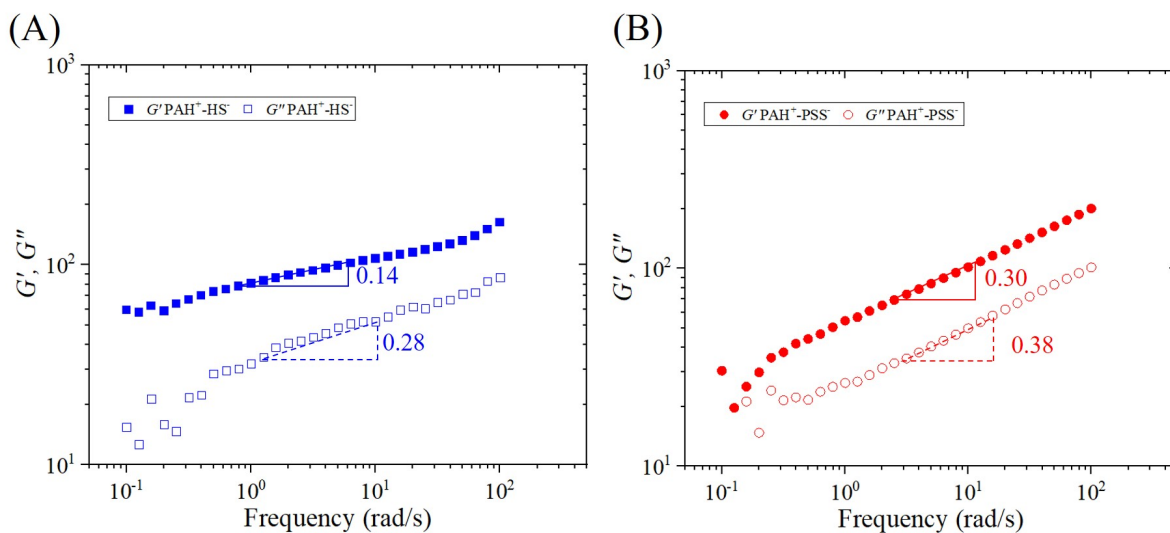 (A)
(B)
10³
G′ PAH⁺-HS⁻ G″ PAH⁺-HS⁻
10²
0.14
0.28
10¹
G′, G″
10⁻¹ 10⁰ 10¹ 10²
Frequency (rad/s)
10³
G′ PAH⁺-PSS⁻ G″ PAH⁺-PSS⁻
10²
0.30
0.38
10¹
G′, G″
10⁻¹ 10⁰ 10¹ 10²
Frequency (rad/s)